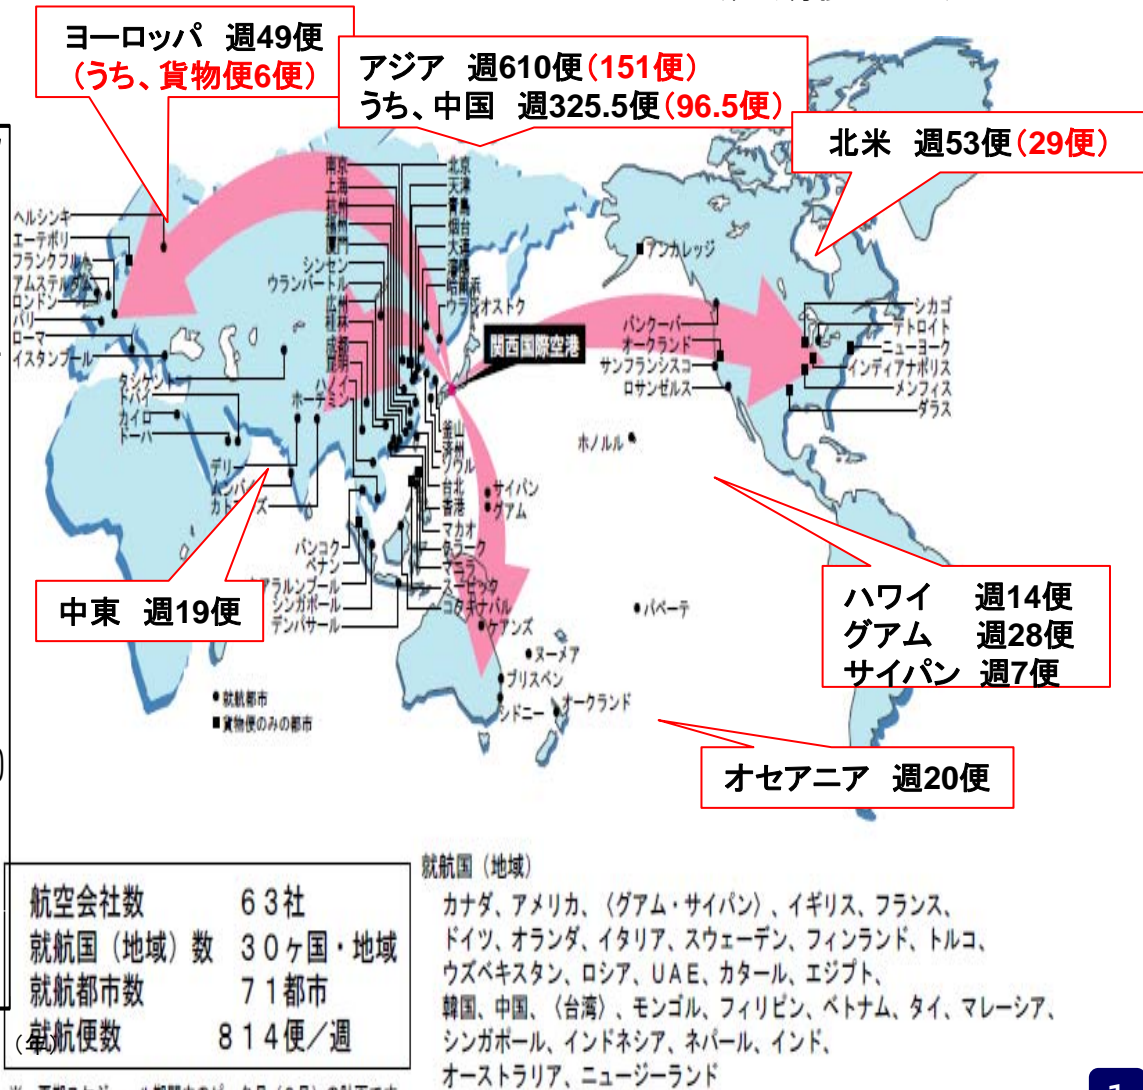 ヨーロッパ 週49便
(うち、貨物便6便)
アジア 週610便(151便)
うち、中国 週325.5便(96.5便)
北米 週53便(29便)
南京
上海
杭州
福州
厦門
シンセン
ウランバートル
広州
桂林
成都
昆明
ハノイ
ホーチミン
北京
天津
青島
烟台
大連
瀋陽
哈爾浜
ウラジオストク
ヘルシンキ
エーテボリ
フランクフルト
アムステルダム
ロンドン
パリ
ローマ
イスタンブール
タシケント
ドバイ
カイロ
ドーハ
デリー
ムンバイ
カトマンズ
関西国際空港
アンカレッジ
バンクーバー
オークランド
サンフランシスコ
ロサンゼルス
シカゴ
デトロイト
ニューヨーク
インディアナポリス
メンフィス
ダラス
ホノルル
釜山
済州
ソウル
台北
香港
マカオ
クラーク
マニラ
スービック
コタキナバル
サイパン
グアム
バンコク
ペナン
クアラルンプール
シンガポール
デンパサール
中東 週19便
ケアンズ
ヌーメア
ブリスベン
シドニー
オークランド
パペーテ
ハワイ 週14便
グアム 週28便
サイパン 週7便
●就航都市
■貨物便のみの都市
オセアニア 週20便
航空会社数 63社
就航国(地域)数 30ヶ国・地域
就航都市数 71都市
就航便数 814便/週
(年)
就航国(地域)
カナダ、アメリカ、〈グアム・サイパン〉、イギリス、フランス、
ドイツ、オランダ、イタリア、スウェーデン、フィンランド、トルコ、
ウズベキスタン、ロシア、UAE、カタール、エジプト、
韓国、中国、〈台湾〉、モンゴル、フィリピン、ベトナム、タイ、マレーシア、
シンガポール、インドネシア、ネパール、インド、
オーストラリア、ニュージーランド
1